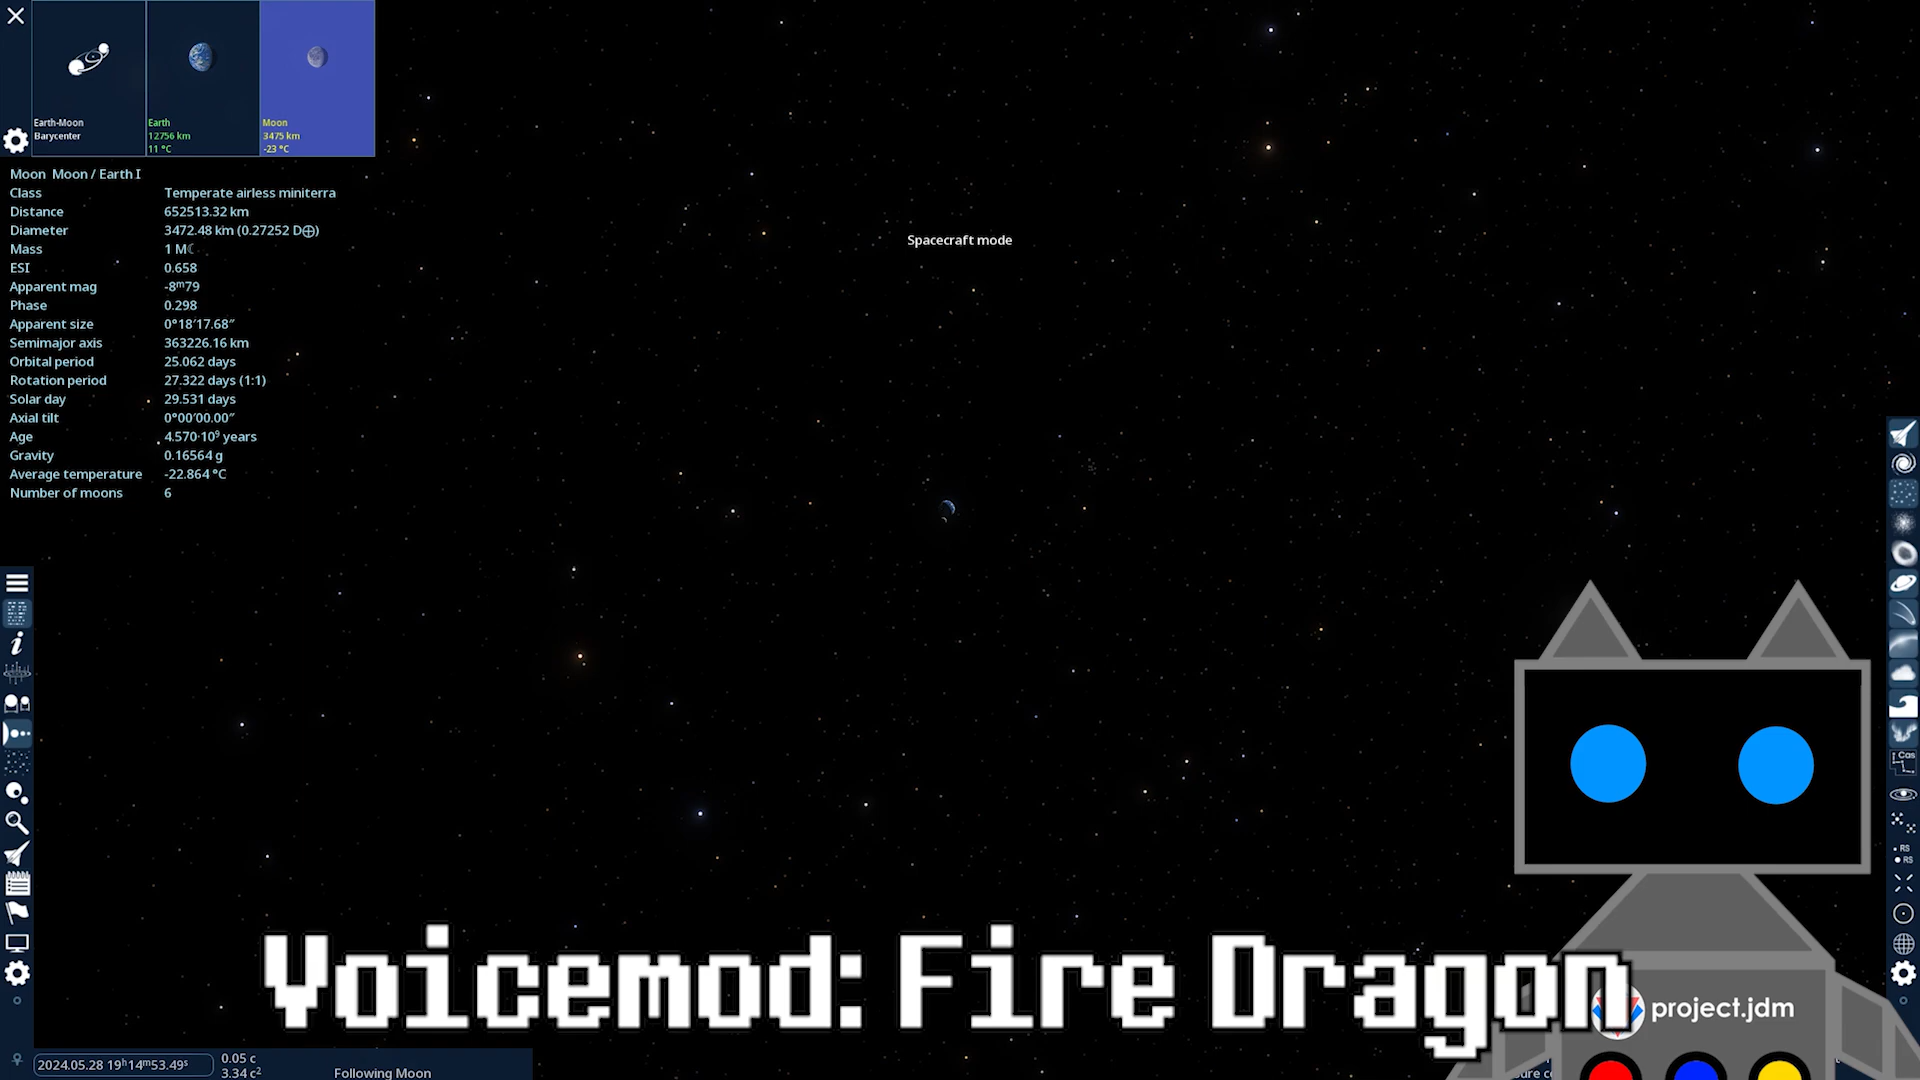 Earth-Moon
Barycenter
Earth
12756 km
11 °C
Moon
3475 km
-23 °C
Moon Moon / Earth I
Class Temperate airless miniterra
Distance 652513.32 km
Diameter 3472.48 km (0.27252 D⊕)
Mass 1 M☾
ESI 0.658
Apparent mag -8ᵐ79
Phase 0.298
Apparent size 0°18′17.68″
Semimajor axis 363226.16 km
Orbital period 25.062 days
Rotation period 27.322 days (1:1)
Solar day 29.531 days
Axial tilt 0°00′00.00″
Age 4.570·10⁹ years
Gravity 0.16564 g
Average temperature -22.864 °C
Number of moons 6
Spacecraft mode
Cas
RS
RS
Voicemod: Fire Dragon
project.jdm
2024.05.28 19ʰ14ᵐ53.49ˢ
0.05 c
3.34 c²
Following Moon